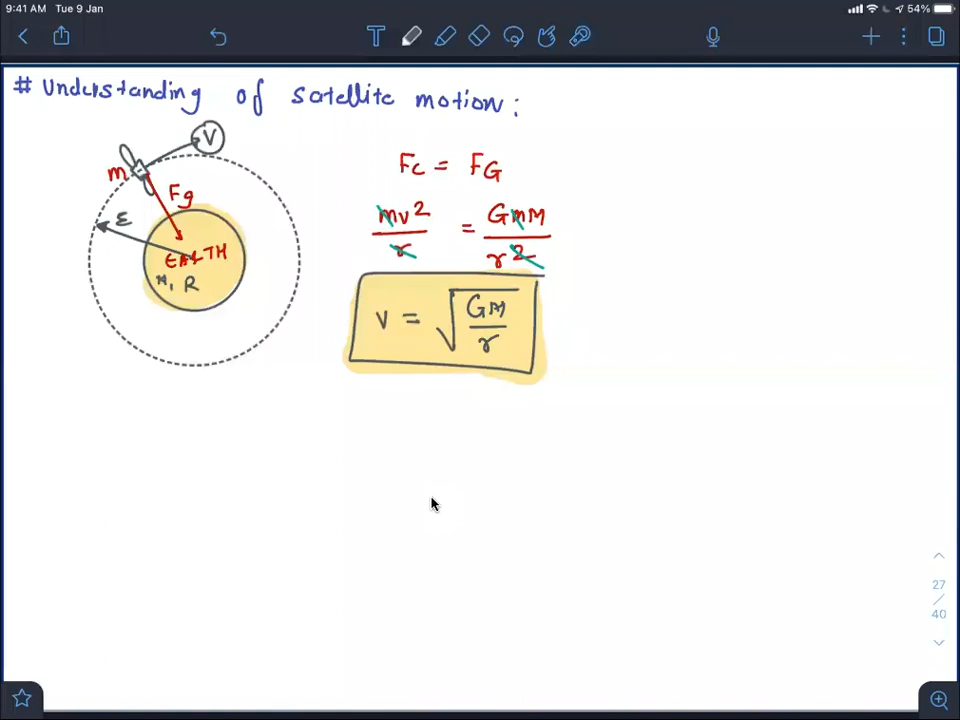 9:41 AM Tue 9 Jan
54%
# Understanding of satellite motion :
V
m
Fg
EARTH
M, R
Fc = FG
mv²/r = GmM/r²
v = √(GM/r)
27
/
40